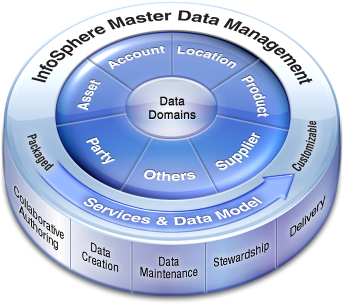 InfoSphere Master Data Management
Account
Location
Asset
Product
Data
Domains
Party
Supplier
Others
Packaged
Customizable
Services & Data Model
Collaborative
Authoring
Data
Creation
Data
Maintenance
Stewardship
Delivery